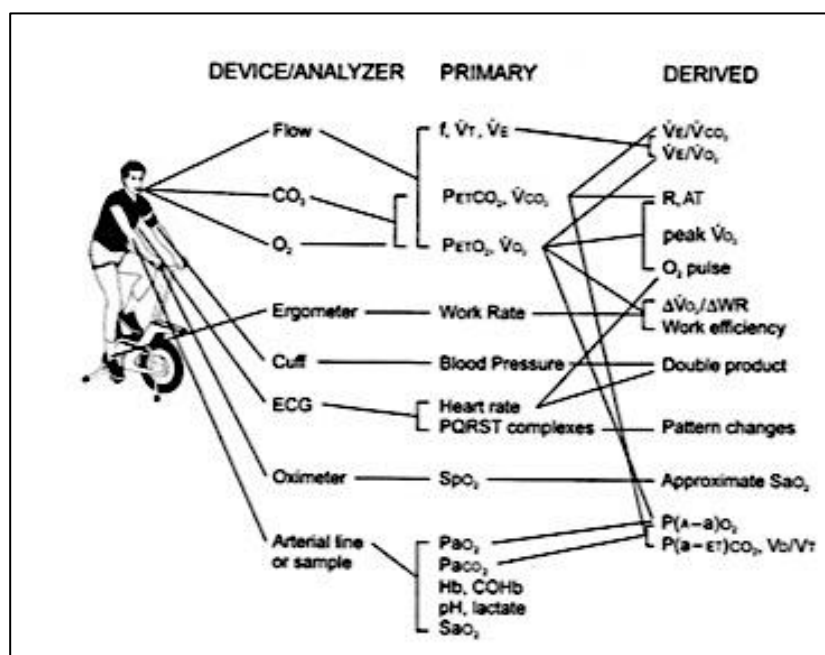 DEVICE/ANALYZER PRIMARY DERIVED
Flow f, V̇T, V̇E V̇E/V̇CO₂
V̇E/V̇O₂
CO₂ PETCO₂, V̇CO₂ R, AT
O₂ PETO₂, V̇O₂ peak V̇O₂
O₂ pulse
Ergometer Work Rate ΔV̇O₂/ΔWR
Work efficiency
Cuff Blood Pressure Double product
ECG Heart rate
PQRST complexes Pattern changes
Oximeter SpO₂ Approximate SaO₂
Arterial line
or sample
PaO₂ P(A-a)O₂
PaCO₂ P(a-ET)CO₂, VD/VT
Hb, COHb
pH, lactate
SaO₂